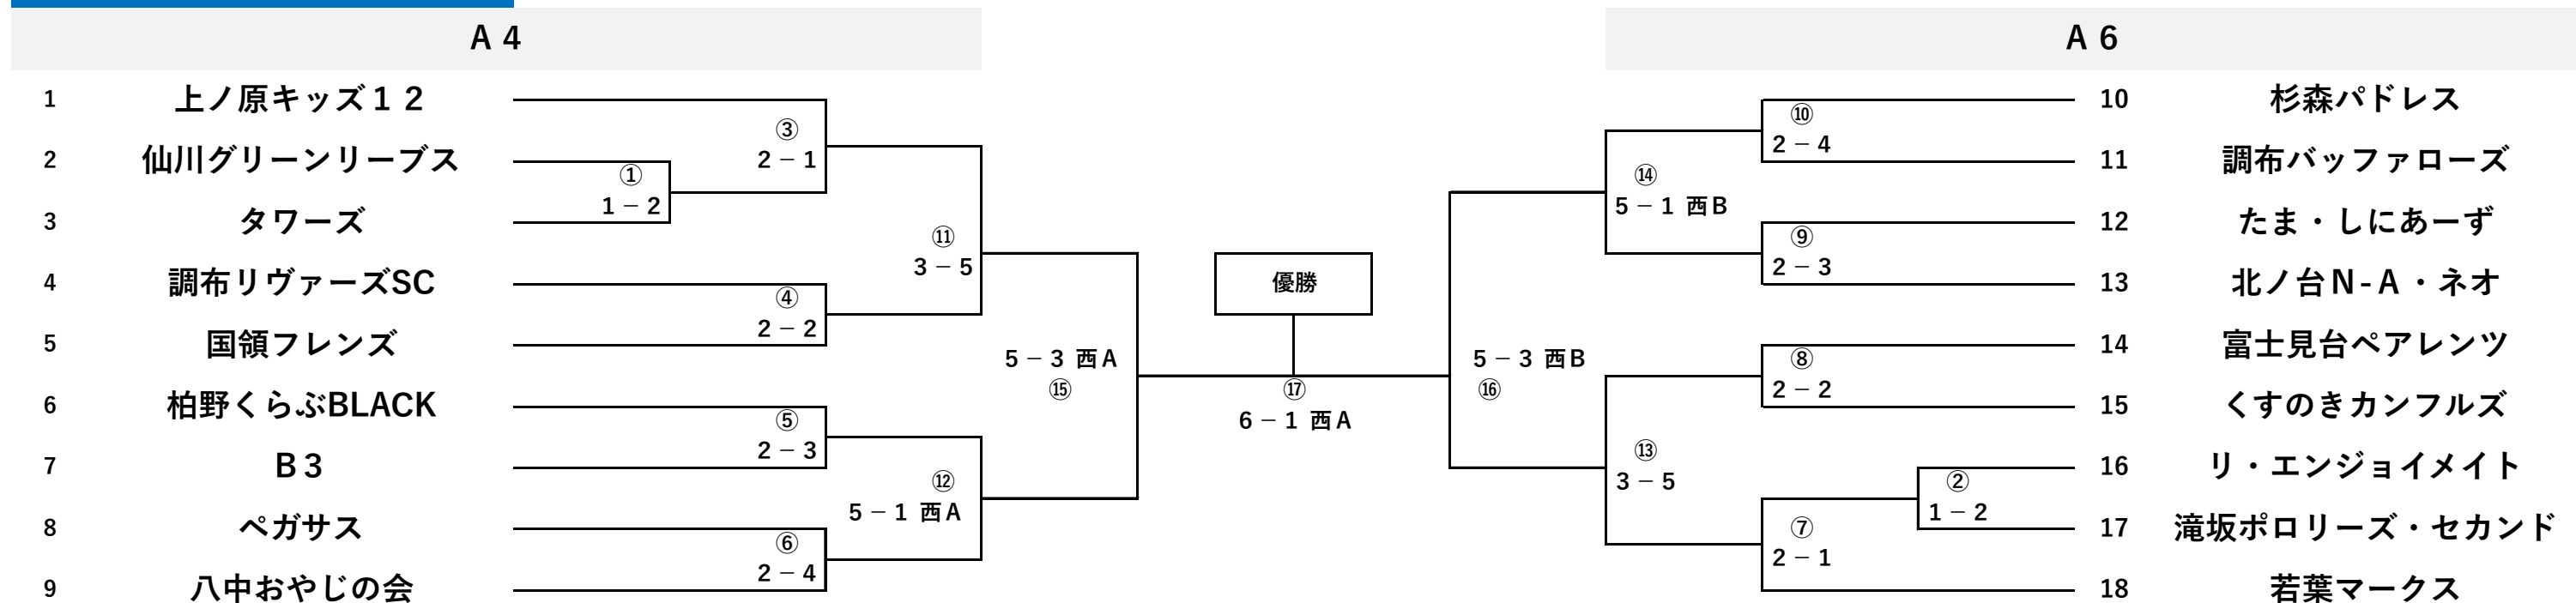 A 4
A 6
1 上ノ原キッズ１２
2 仙川グリーンリーブス
3 タワーズ
4 調布リヴァーズSC
5 国領フレンズ
6 柏野くらぶBLACK
7 B３
8 ペガサス
9 八中おやじの会
③
2 − 1
①
1 − 2
⑪
3 − 5
④
2 − 2
⑤
2 − 3
⑫
5 − 1 西A
⑥
2 − 4
5 − 3 西A
⑮
優勝
⑰
6 − 1 西A
5 − 3 西B
⑯
⑩
2 − 4
⑭
5 − 1 西B
⑨
2 − 3
⑧
2 − 2
⑬
3 − 5
②
1 − 2
⑦
2 − 1
10 杉森パドレス
11 調布バッファローズ
12 たま・しにあーず
13 北ノ台N-A・ネオ
14 富士見台ペアレンツ
15 くすのきカンフルズ
16 リ・エンジョイメイト
17 滝坂ポロリーズ・セカンド
18 若葉マークス